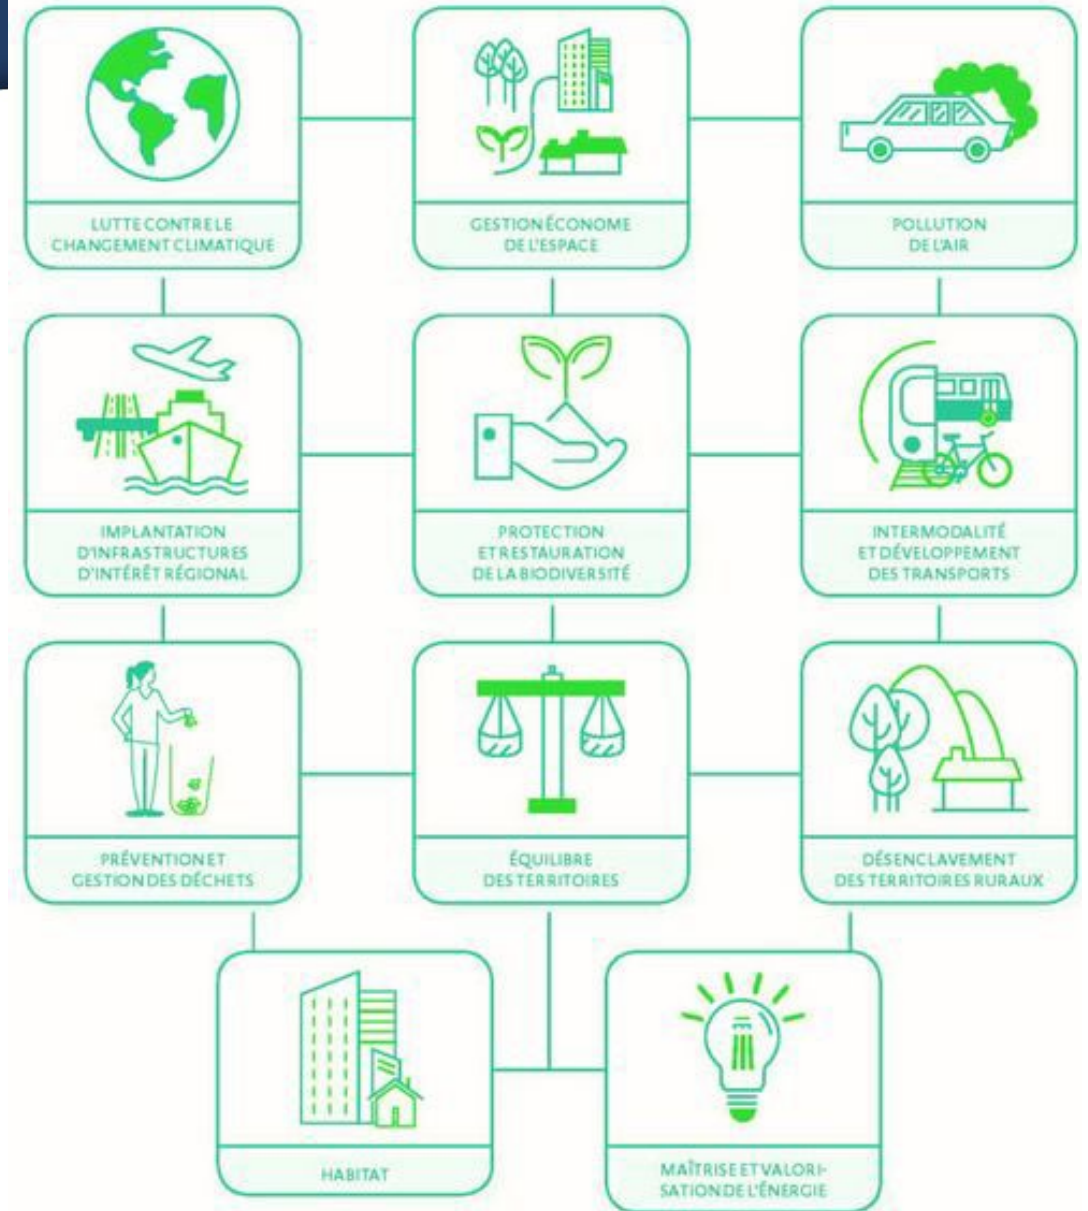 LUTTE CONTRE LE
CHANGEMENT CLIMATIQUE
GESTION ÉCONOME
DE L'ESPACE
POLLUTION
DE L'AIR
IMPLANTATION
D'INFRASTRUCTURES
D'INTÉRÊT RÉGIONAL
PROTECTION
ET RESTAURATION
DE LA BIODIVERSITÉ
INTERMODALITÉ
ET DÉVELOPPEMENT
DES TRANSPORTS
PRÉVENTION ET
GESTION DES DÉCHETS
ÉQUILIBRE
DES TERRITOIRES
DÉSENCLAVEMENT
DES TERRITOIRES RURAUX
HABITAT
MAÎTRISE ET VALORI-
SATION DE L'ÉNERGIE